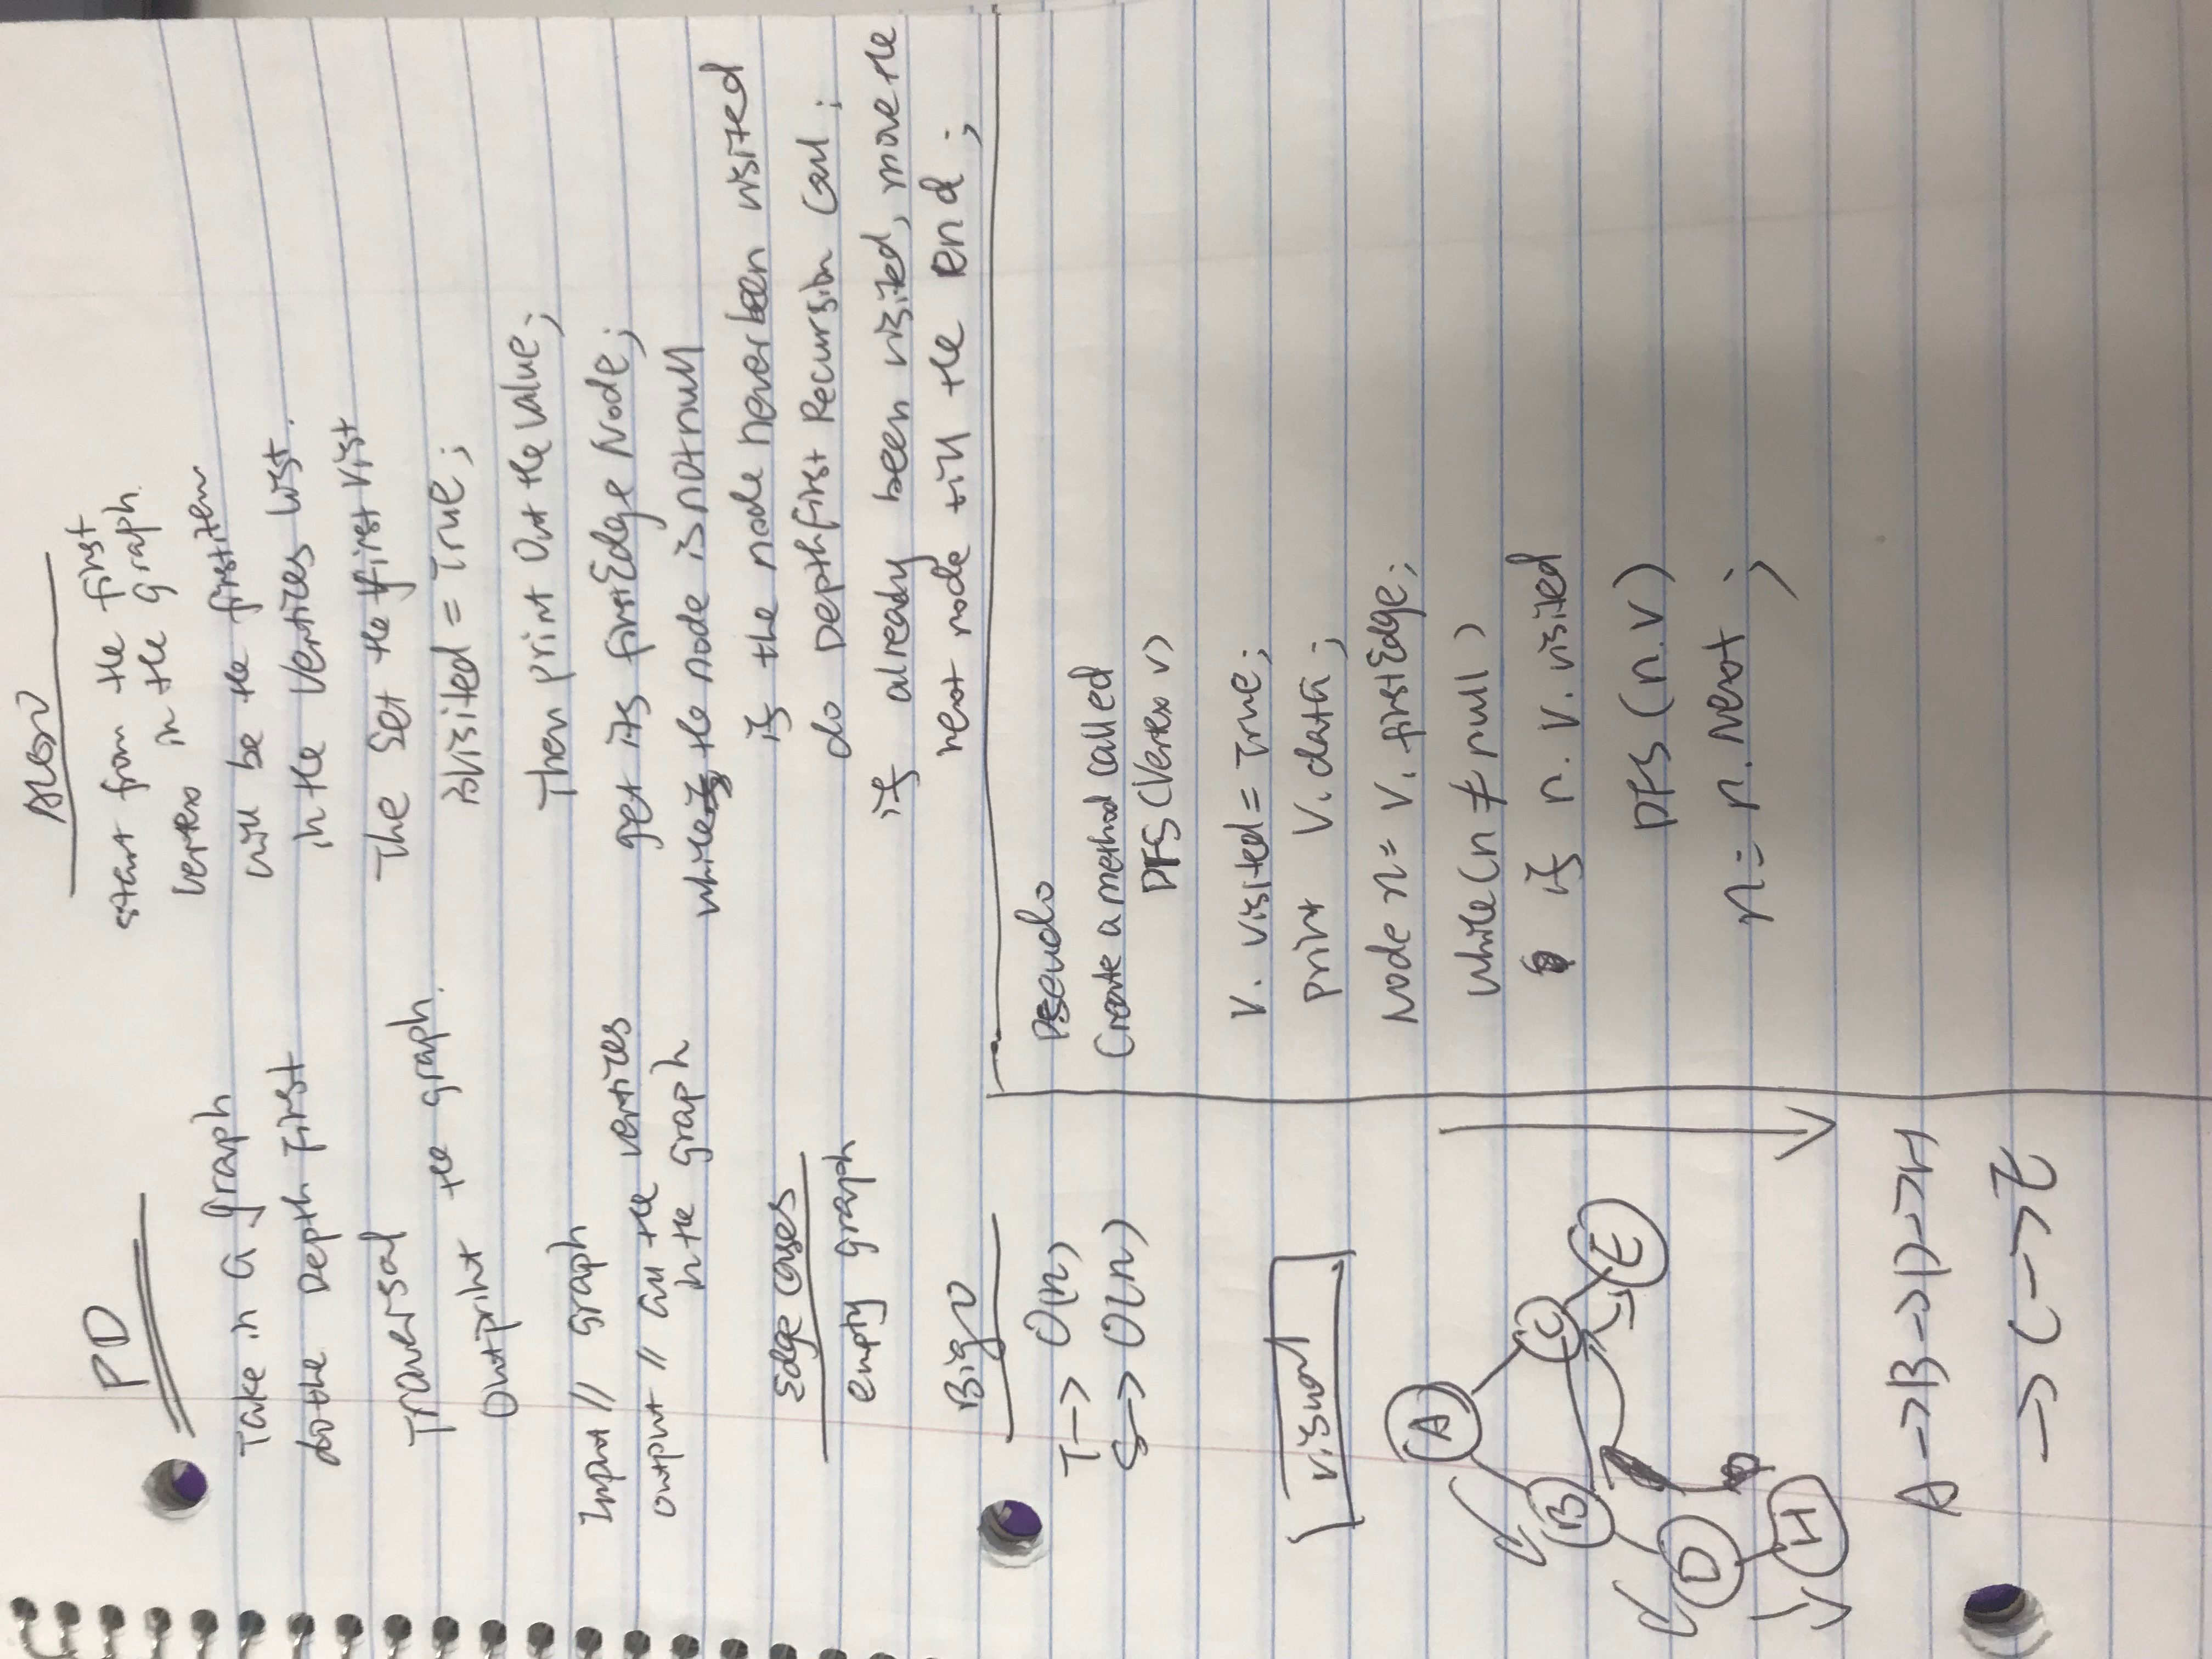 PD
Take in a graph
do the Depth First
Traversal
Out print the graph.
Input // graph
Output // all the vertices
in the graph
Edge cases
empty graph
Big O
T -> O(n)
S -> O(n)
Visual
A
B
C
E
D
H
A -> B -> D -> H
-> C -> E
ALGO
start from the first
vertex in the graph.
will be the first item
in the Vertices list.
The Set the first Vist
isVisited = True;
Then print Out the value;
get its firstEdge Node;
while the node is not null
if the node never been visited
do Depthfirst Recursion Call;
if already been visited, move the
next node till the end;
Pseudo
Create a method called
DFS (Vertex v)
V. visited = True;
print V. data;
Node n = V. firstEdge;
while (n ≠ null)
if n. V. visited
DFS (n.V)
n = n. Next ;